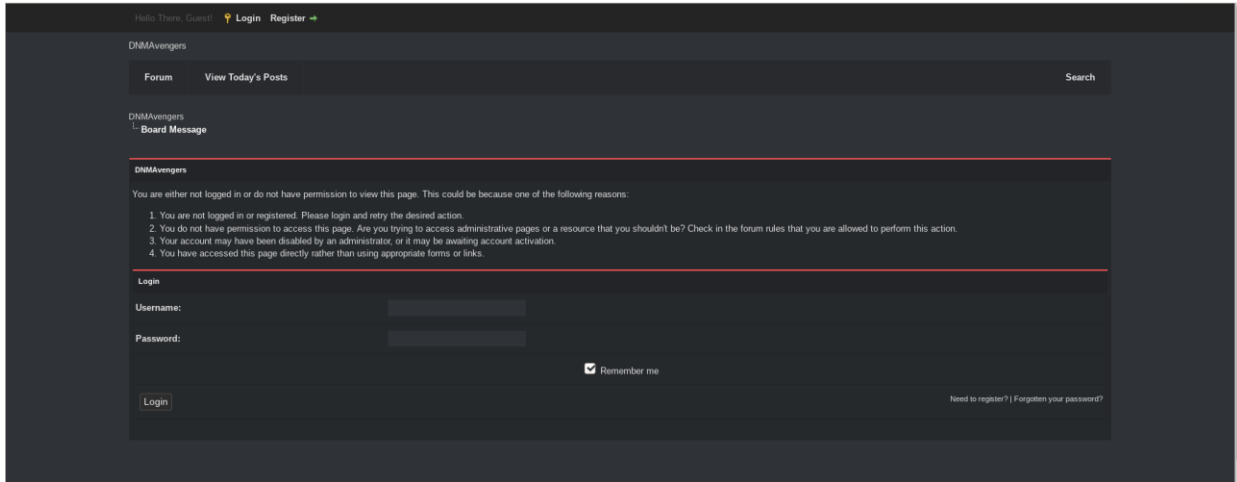 Hello There, Guest! Login Register
DNMAvengers
Forum View Today's Posts Search
DNMAvengers
Board Message
DNMAvengers
You are either not logged in or do not have permission to view this page. This could be because one of the following reasons:
1. You are not logged in or registered. Please login and retry the desired action.
2. You do not have permission to access this page. Are you trying to access administrative pages or a resource that you shouldn't be? Check in the forum rules that you are allowed to perform this action.
3. Your account may have been disabled by an administrator, or it may be awaiting account activation.
4. You have accessed this page directly rather than using appropriate forms or links.
Login
Username:
Password:
Remember me
Login Need to register? | Forgotten your password?